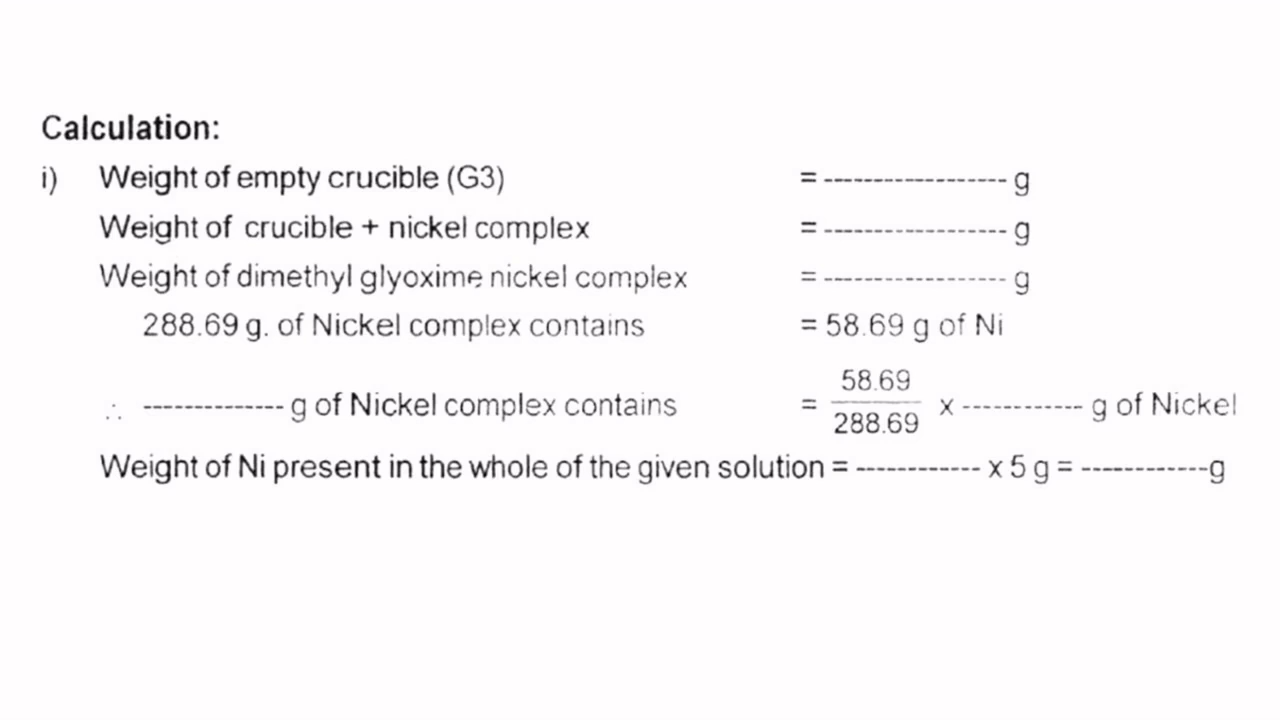 Calculation:
i) Weight of empty crucible (G3) = ------------------ g
Weight of crucible + nickel complex = ------------------ g
Weight of dimethyl glyoxime nickel complex = ------------------ g
288.69 g. of Nickel complex contains = 58.69 g of Ni
∴ -------------- g of Nickel complex contains = 58.69/288.69 x ------------ g of Nickel
Weight of Ni present in the whole of the given solution = ------------ x 5 g = ------------g